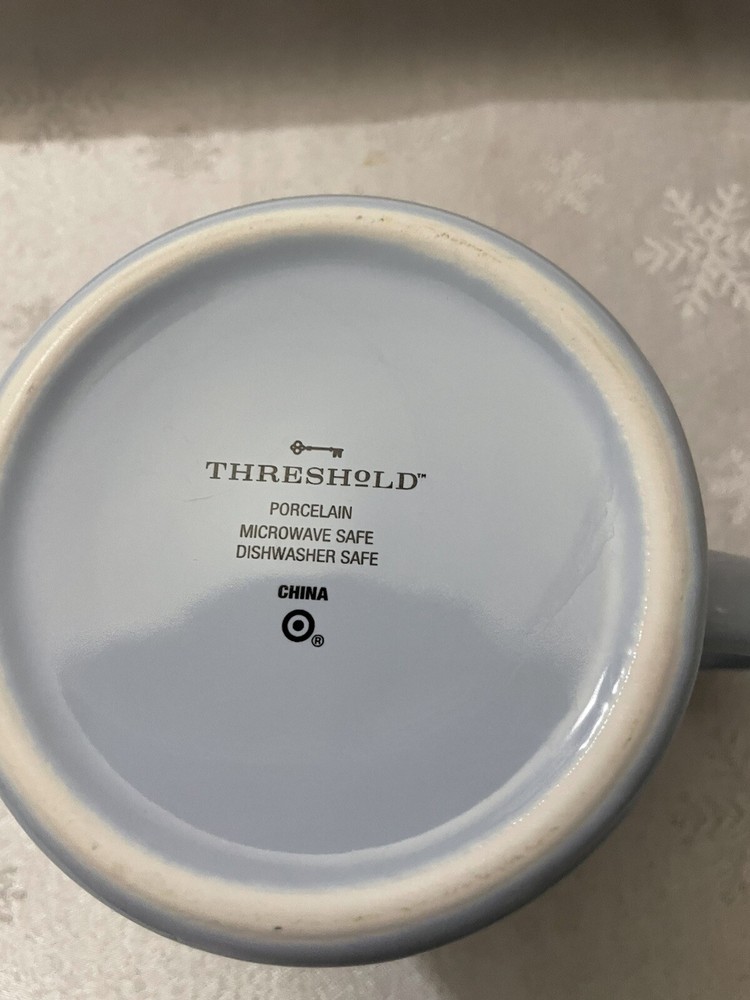 THRESHOLD™
PORCELAIN
MICROWAVE SAFE
DISHWASHER SAFE
CHINA
®